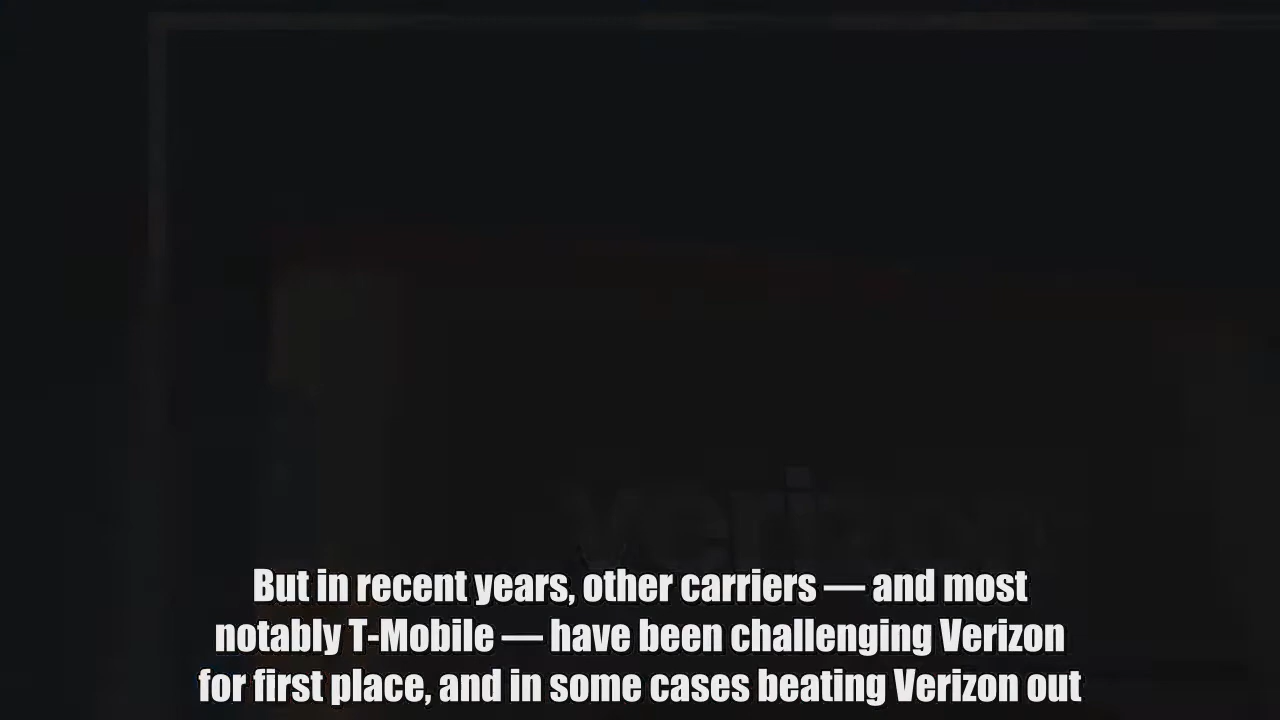 verizon
But in recent years, other carriers — and most
notably T-Mobile — have been challenging Verizon
for first place, and in some cases beating Verizon out